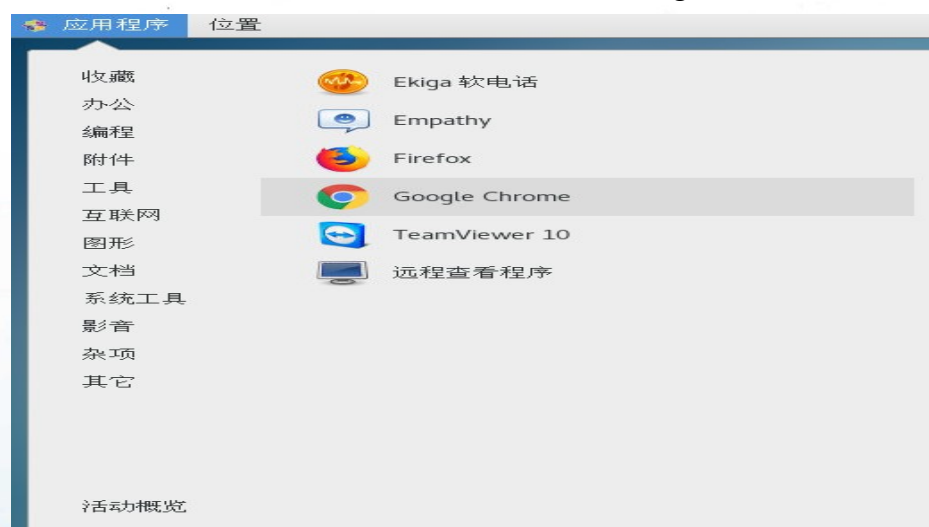 应用程序 位置
收藏
办公
编程
附件
工具
互联网
图形
文档
系统工具
影音
杂项
其它
活动概览
Ekiga 软电话
Empathy
Firefox
Google Chrome
TeamViewer 10
远程查看程序